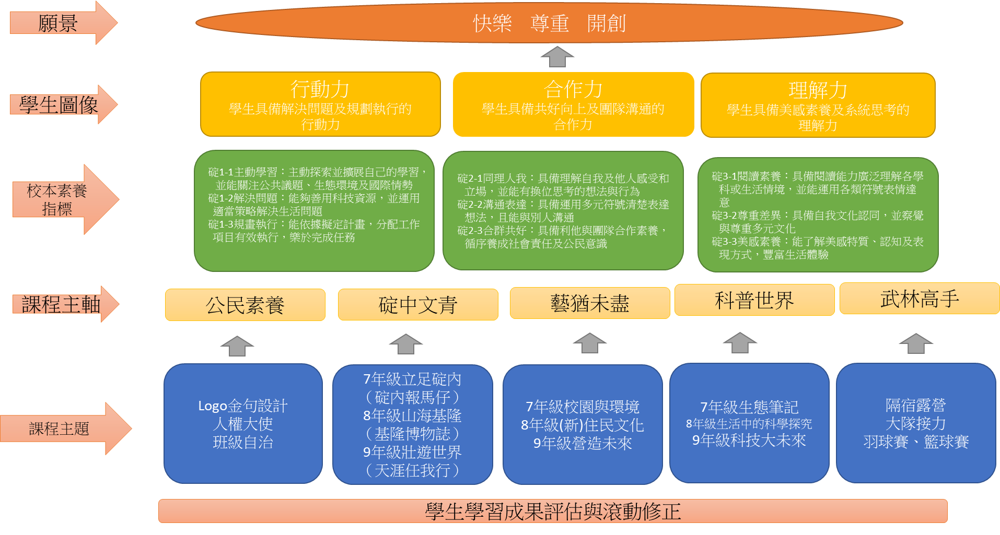 願景
快樂　尊重　開創
學生圖像
行動力
學生具備解決問題及規劃執行的
行動力
合作力
學生具備共好向上及團隊溝通的
合作力
理解力
學生具備美感素養及系統思考的
理解力
校本素養
指標
碇1-1主動學習：主動探索並擴展自己的學習，
並能關注公共議題、生態環境及國際情勢
碇1-2解決問題：能夠善用科技資源，並運用
適當策略解決生活問題
碇1-3規畫執行：能依據擬定計畫，分配工作
項目有效執行，樂於完成任務
碇2-1同理人我：具備理解自我及他人感受和
立場，並能有換位思考的想法與行為
碇2-2溝通表達：具備運用多元符號清楚表達
想法，且能與別人溝通
碇2-3合群共好：具備利他與團隊合作素養，
循序養成社會責任及公民意識
碇3-1閱讀素養：具備閱讀能力廣泛理解各學
科或生活情境，並能運用各類符號表情達
意
碇3-2尊重差異：具備自我文化認同，並察覺
與尊重多元文化
碇3-3美感素養：能了解美感特質、認知及表
現方式，豐富生活體驗
課程主軸
公民素養
碇中文青
藝猶未盡
科普世界
武林高手
課程主題
Logo金句設計
人權大使
班級自治
7年級立足碇內
（碇內報馬仔）
8年級山海基隆
（基隆博物誌）
9年級壯遊世界
（天涯任我行）
7年級校園與環境
8年級(新)住民文化
9年級營造未來
7年級生態筆記
8年級生活中的科學探究
9年級科技大未來
隔宿露營
大隊接力
羽球賽、籃球賽
學生學習成果評估與滾動修正